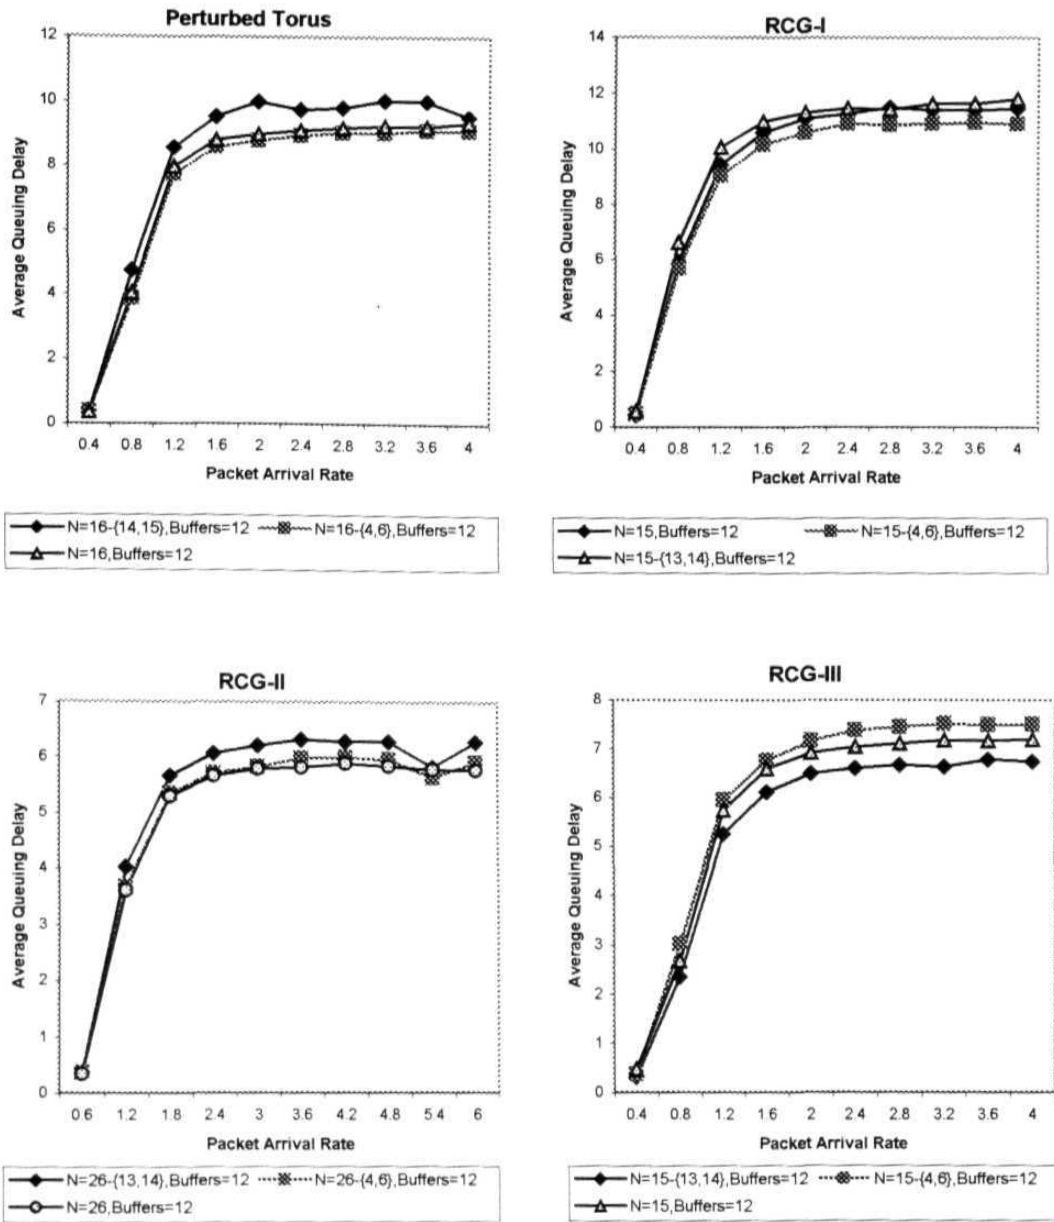 Perturbed Torus
12
10
8
6
4
2
0
Average Queuing Delay
0.4 0.8 1.2 1.6 2 2.4 2.8 3.2 3.6 4
Packet Arrival Rate
N=16-{14,15},Buffers=12 N=16-{4,6},Buffers=12
N=16,Buffers=12
RCG-I
14
12
10
8
6
4
2
0
Average Queuing Delay
0.4 0.8 1.2 1.6 2 2.4 2.8 3.2 3.6 4
Packet Arrival Rate
N=15,Buffers=12 N=15-{4,6},Buffers=12
N=15-{13,14},Buffers=12
RCG-II
7
6
5
4
3
2
1
0
Average Queuing Delay
0.6 1.2 1.8 2.4 3 3.6 4.2 4.8 5.4 6
Packet Arrival Rate
N=26-{13,14},Buffers=12 N=26-{4,6},Buffers=12
N=26,Buffers=12
RCG-III
8
7
6
5
4
3
2
1
0
Average Queuing Delay
0.4 0.8 1.2 1.6 2 2.4 2.8 3.2 3.6 4
Packet Arrival Rate
N=15-{13,14},Buffers=12 N=15-{4,6},Buffers=12
N=15,Buffers=12